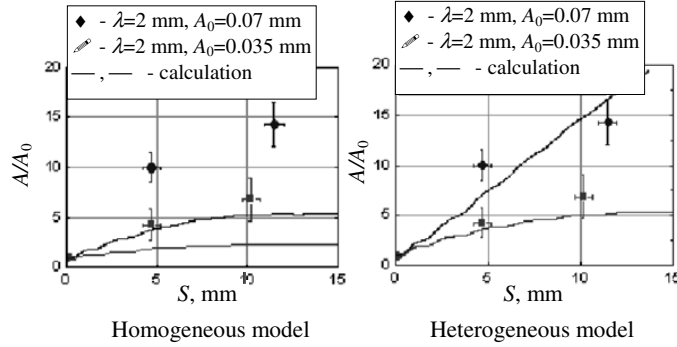 - λ=2 mm, A0=0.07 mm
- λ=2 mm, A0=0.035 mm
, - calculation
20
15
10
5
0
A/A0
0 5 10 15
S, mm
Homogeneous model
- λ=2 mm, A0=0.07 mm
- λ=2 mm, A0=0.035 mm
, - calculation
20
15
10
5
0
A/A0
0 5 10 15
S, mm
Heterogeneous model